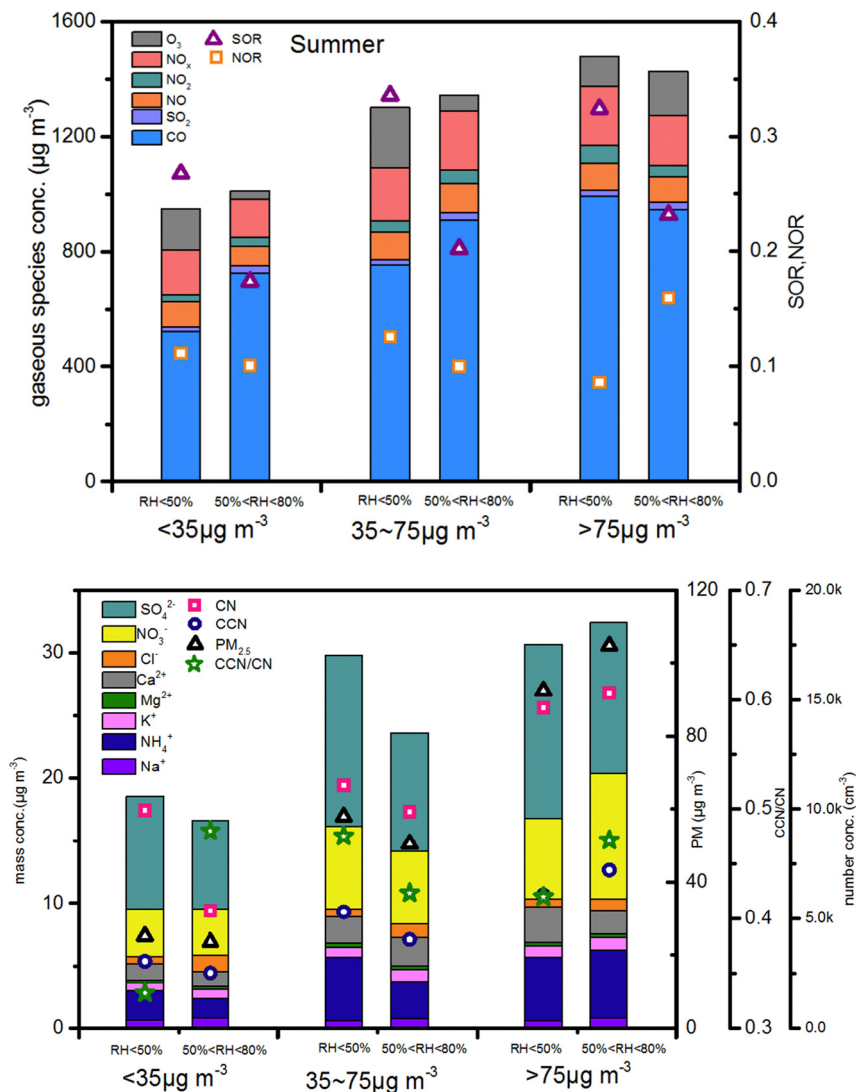 Summer
gaseous species conc. (µg m⁻³)
1600
1200
800
400
0
O₃
NOₓ
NO₂
NO
SO₂
CO
SOR
NOR
0.4
0.3
0.2
0.1
0.0
SOR,NOR
RH<50% 50%<RH<80% RH<50% 50%<RH<80% RH<50% 50%<RH<80%
<35µg m⁻³ 35~75µg m⁻³ >75µg m⁻³
mass conc.(µg m⁻³)
30
20
10
0
SO₄²⁻
NO₃⁻
Cl⁻
Ca²⁺
Mg²⁺
K⁺
NH₄⁺
Na⁺
CN
CCN
PM₂.₅
CCN/CN
120
80
40
0
PM (µg m⁻³)
0.7
0.6
0.5
0.4
0.3
CCN/CN
20.0k
15.0k
10.0k
5.0k
0.0
number conc. (cm⁻³)
RH<50% 50%<RH<80% RH<50% 50%<RH<80% RH<50% 50%<RH<80%
<35µg m⁻³ 35~75µg m⁻³ >75µg m⁻³